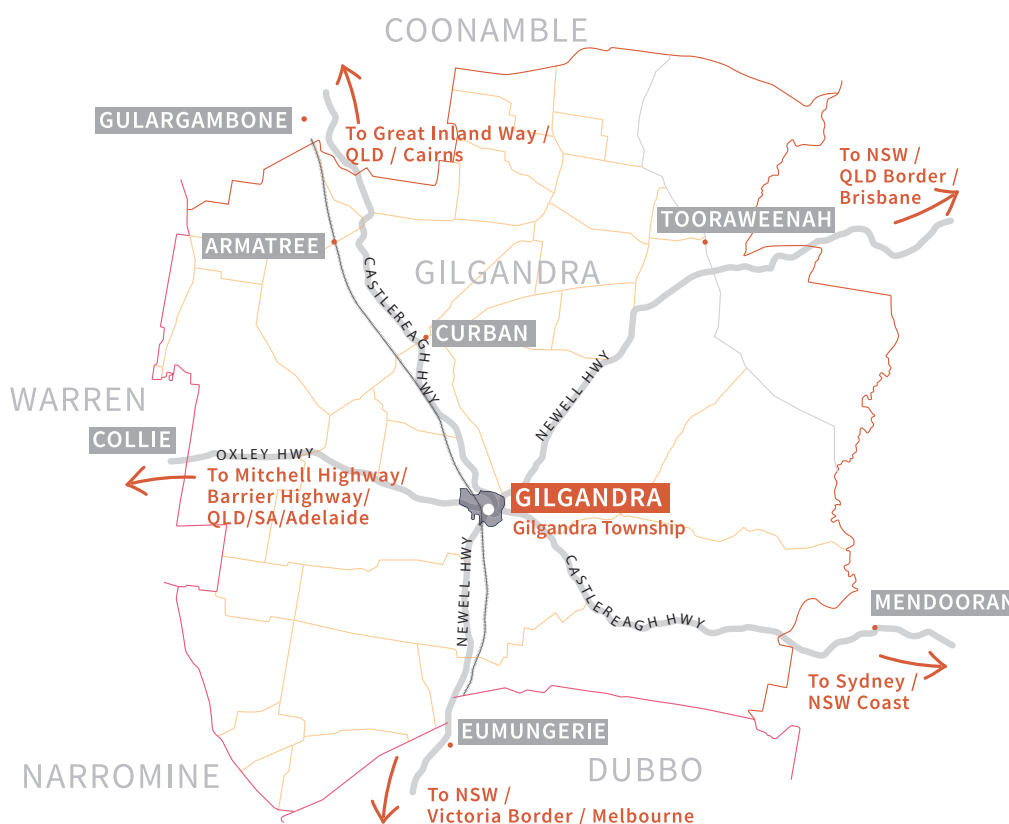 COONAMBLE
GULARGAMBONE
To Great Inland Way /
QLD / Cairns
To NSW /
QLD Border /
Brisbane
TOORAWEENAH
ARMATREE
GILGANDRA
CASTLEREAGH HWY
CURBAN
NEWELL HWY
WARREN
COLLIE
OXLEY HWY
To Mitchell Highway/
Barrier Highway/
QLD/SA/Adelaide
GILGANDRA
Gilgandra Township
NEWELL HWY
CASTLEREAGH HWY
MENDOORAN
To Sydney /
NSW Coast
EUMUNGERIE
NARROMINE
DUBBO
To NSW /
Victoria Border / Melbourne